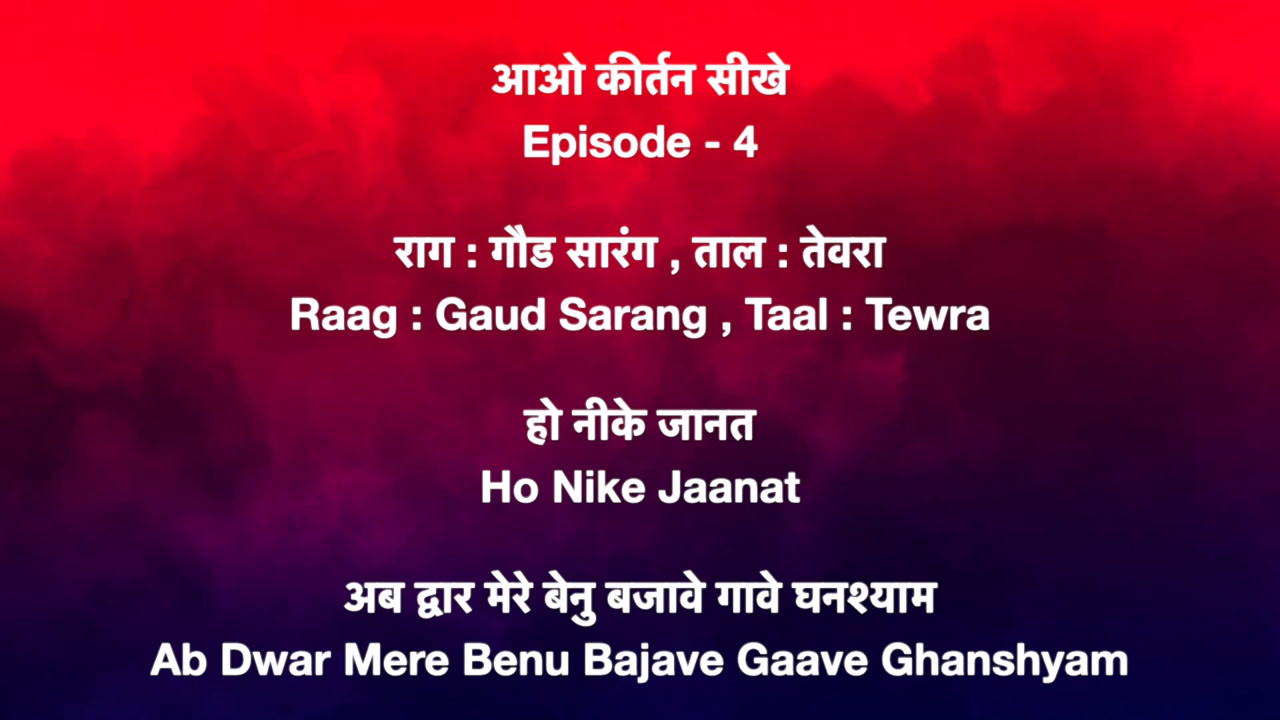 आओ कीर्तन सीखे
Episode - 4
राग : गौड सारंग , ताल : तेवरा
Raag : Gaud Sarang , Taal : Tewra
हो नीके जानत
Ho Nike Jaanat
अब द्वार मेरे बेनु बजावे गावे घनश्याम
Ab Dwar Mere Benu Bajave Gaave Ghanshyam